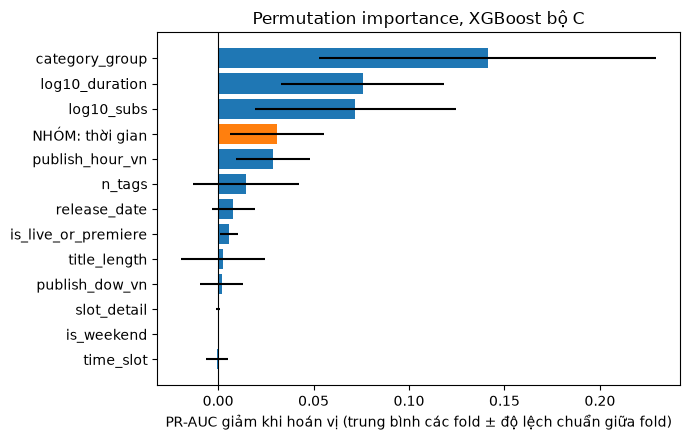 Permutation importance, XGBoost bộ C
category_group
log10_duration
log10_subs
NHÓM: thời gian
publish_hour_vn
n_tags
release_date
is_live_or_premiere
title_length
publish_dow_vn
slot_detail
is_weekend
time_slot
0.00 0.05 0.10 0.15 0.20
PR-AUC giảm khi hoán vị (trung bình các fold ± độ lệch chuẩn giữa fold)